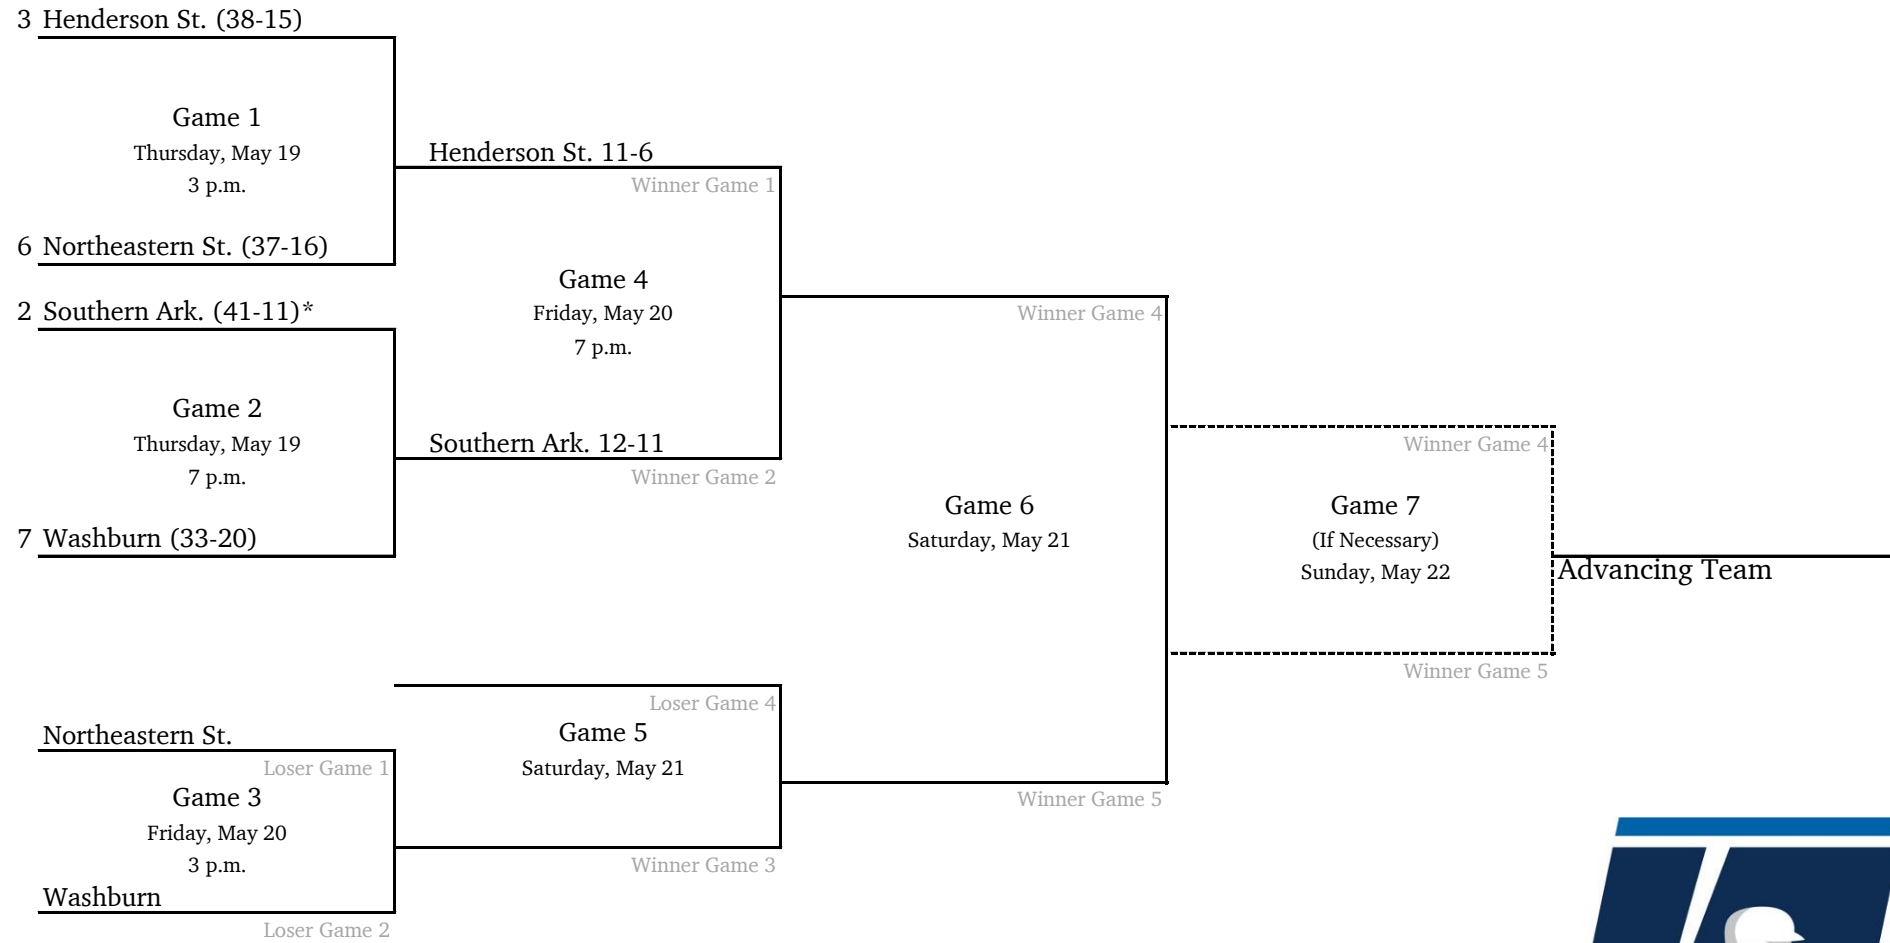 3 Henderson St. (38-15)
Game 1
Thursday, May 19
3 p.m.
6 Northeastern St. (37-16)
2 Southern Ark. (41-11)*
Game 2
Thursday, May 19
7 p.m.
7 Washburn (33-20)
Northeastern St.
Loser Game 1
Game 3
Friday, May 20
3 p.m.
Washburn
Loser Game 2
Henderson St. 11-6
Winner Game 1
Game 4
Friday, May 20
7 p.m.
Southern Ark. 12-11
Winner Game 2
Loser Game 4
Game 5
Saturday, May 21
Winner Game 3
Winner Game 4
Game 6
Saturday, May 21
Winner Game 5
Winner Game 4
Game 7
(If Necessary)
Sunday, May 22
Winner Game 5
Advancing Team